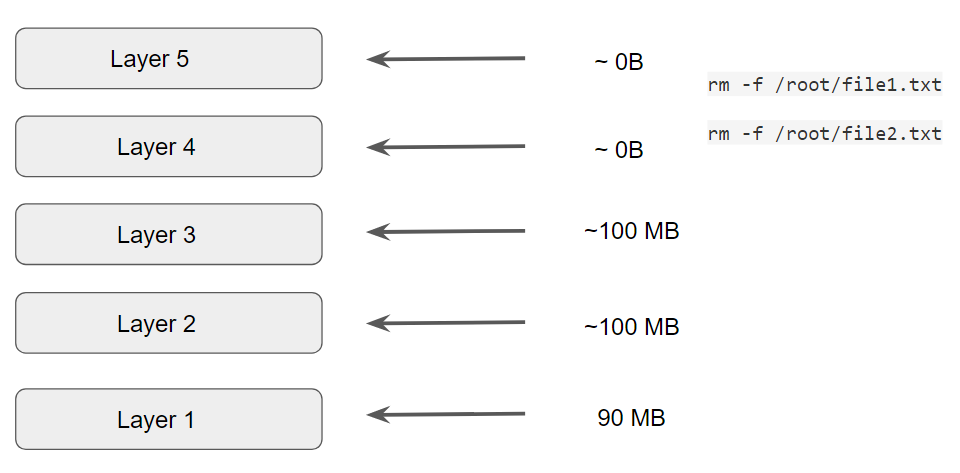 Layer 5
~ 0B
rm -f /root/file1.txt
Layer 4
~ 0B
rm -f /root/file2.txt
Layer 3
~100 MB
Layer 2
~100 MB
Layer 1
90 MB